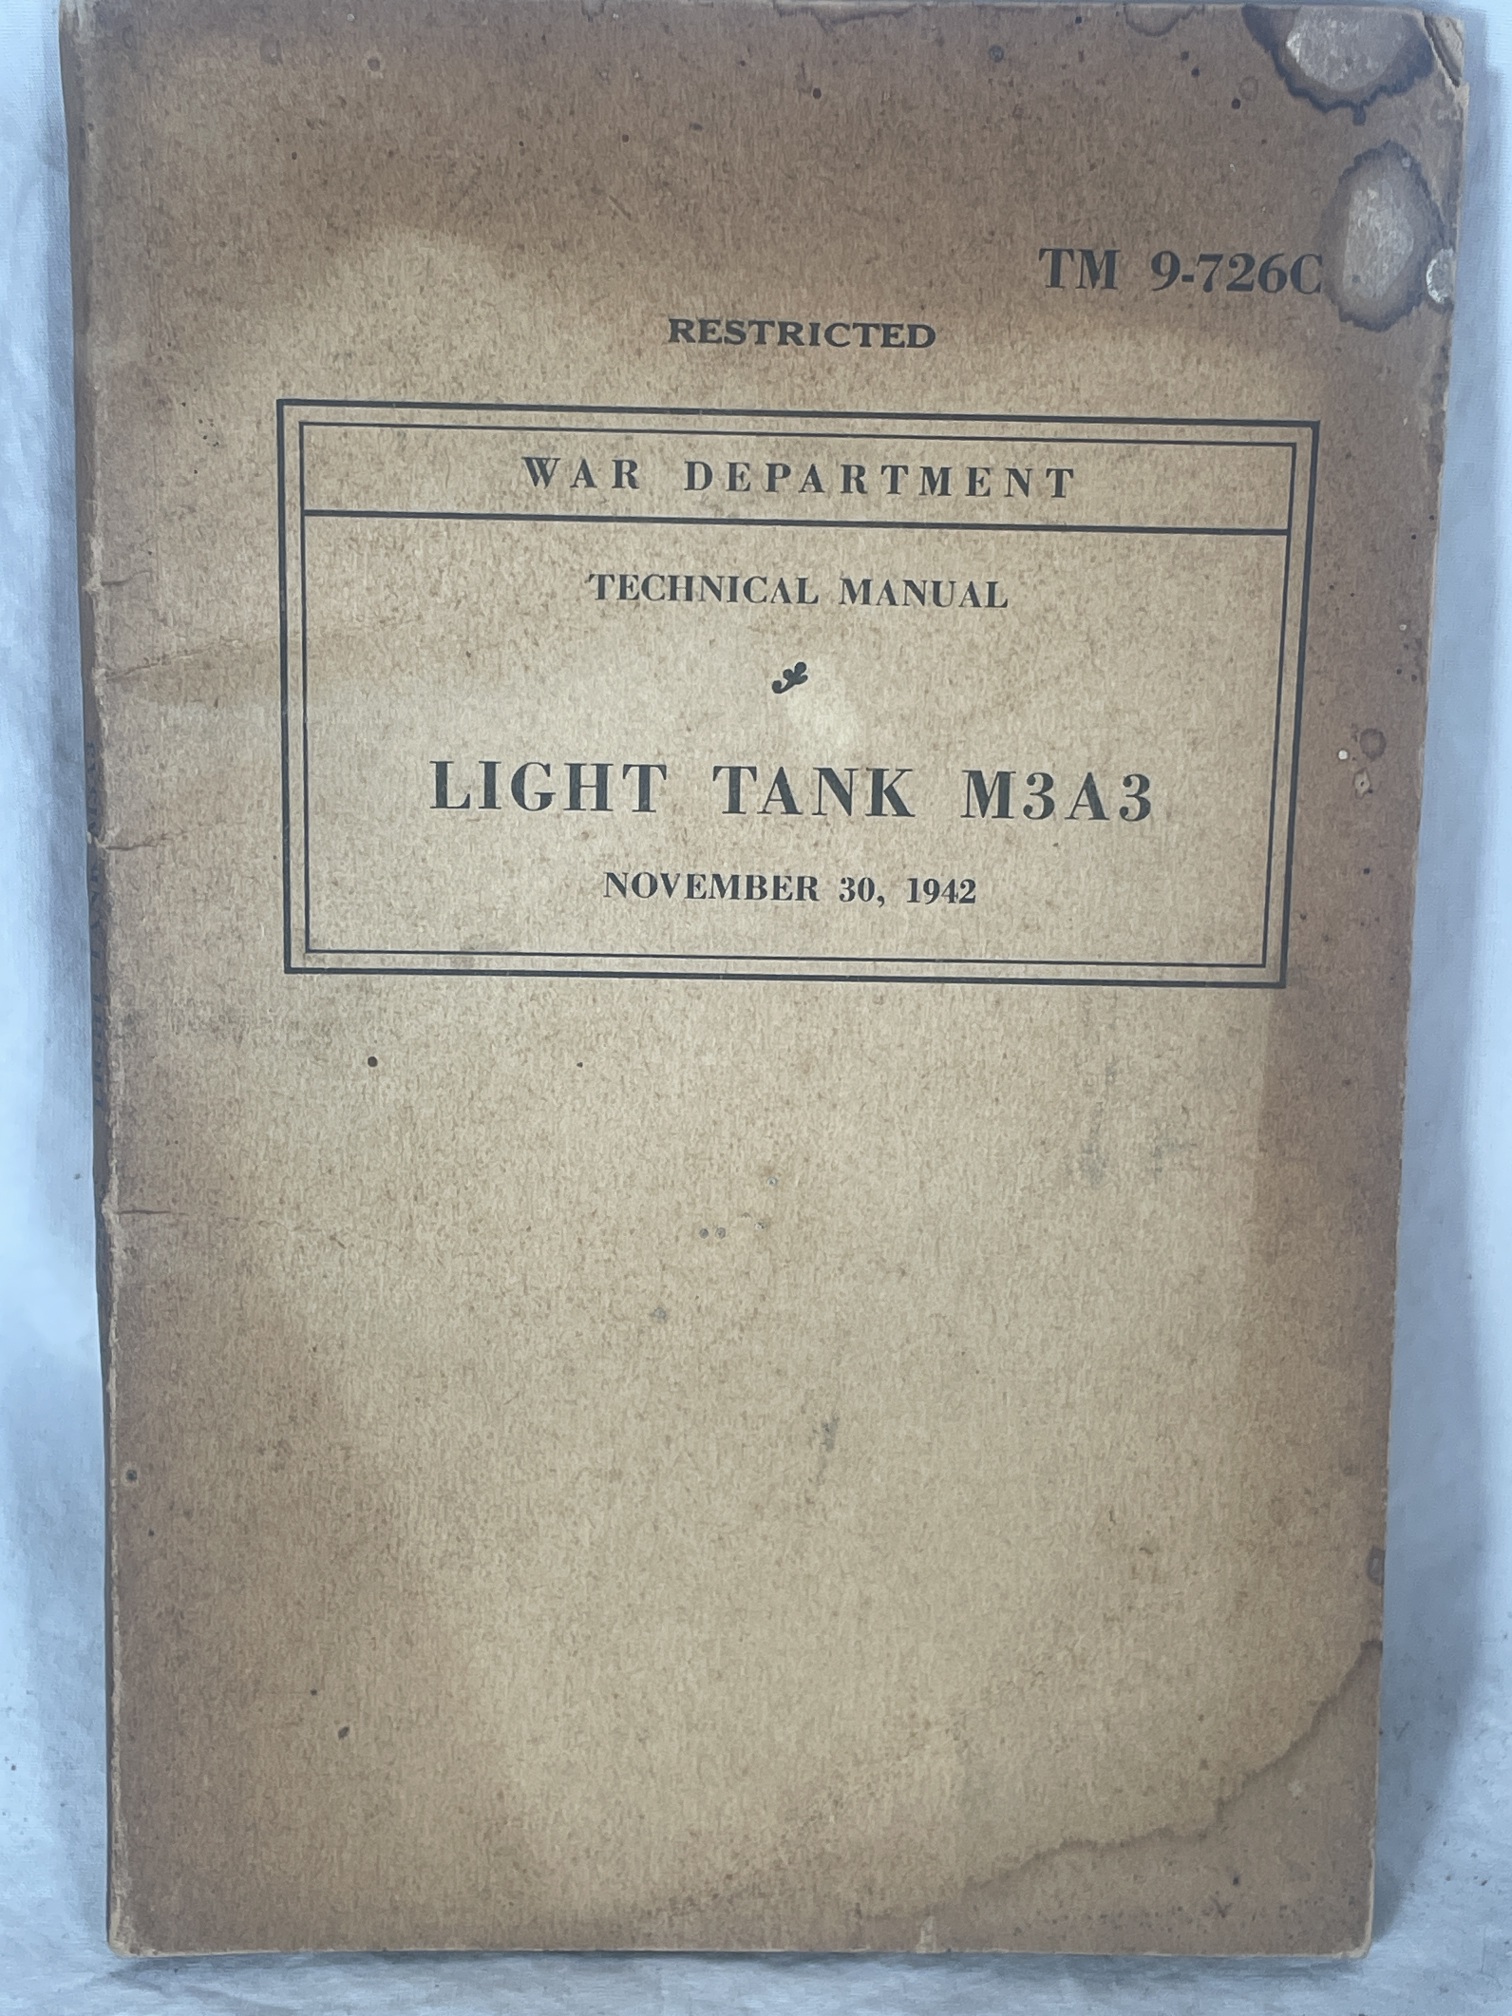 TM 9-726C
RESTRICTED
WAR DEPARTMENT
TECHNICAL MANUAL
LIGHT TANK M3A3
NOVEMBER 30, 1942